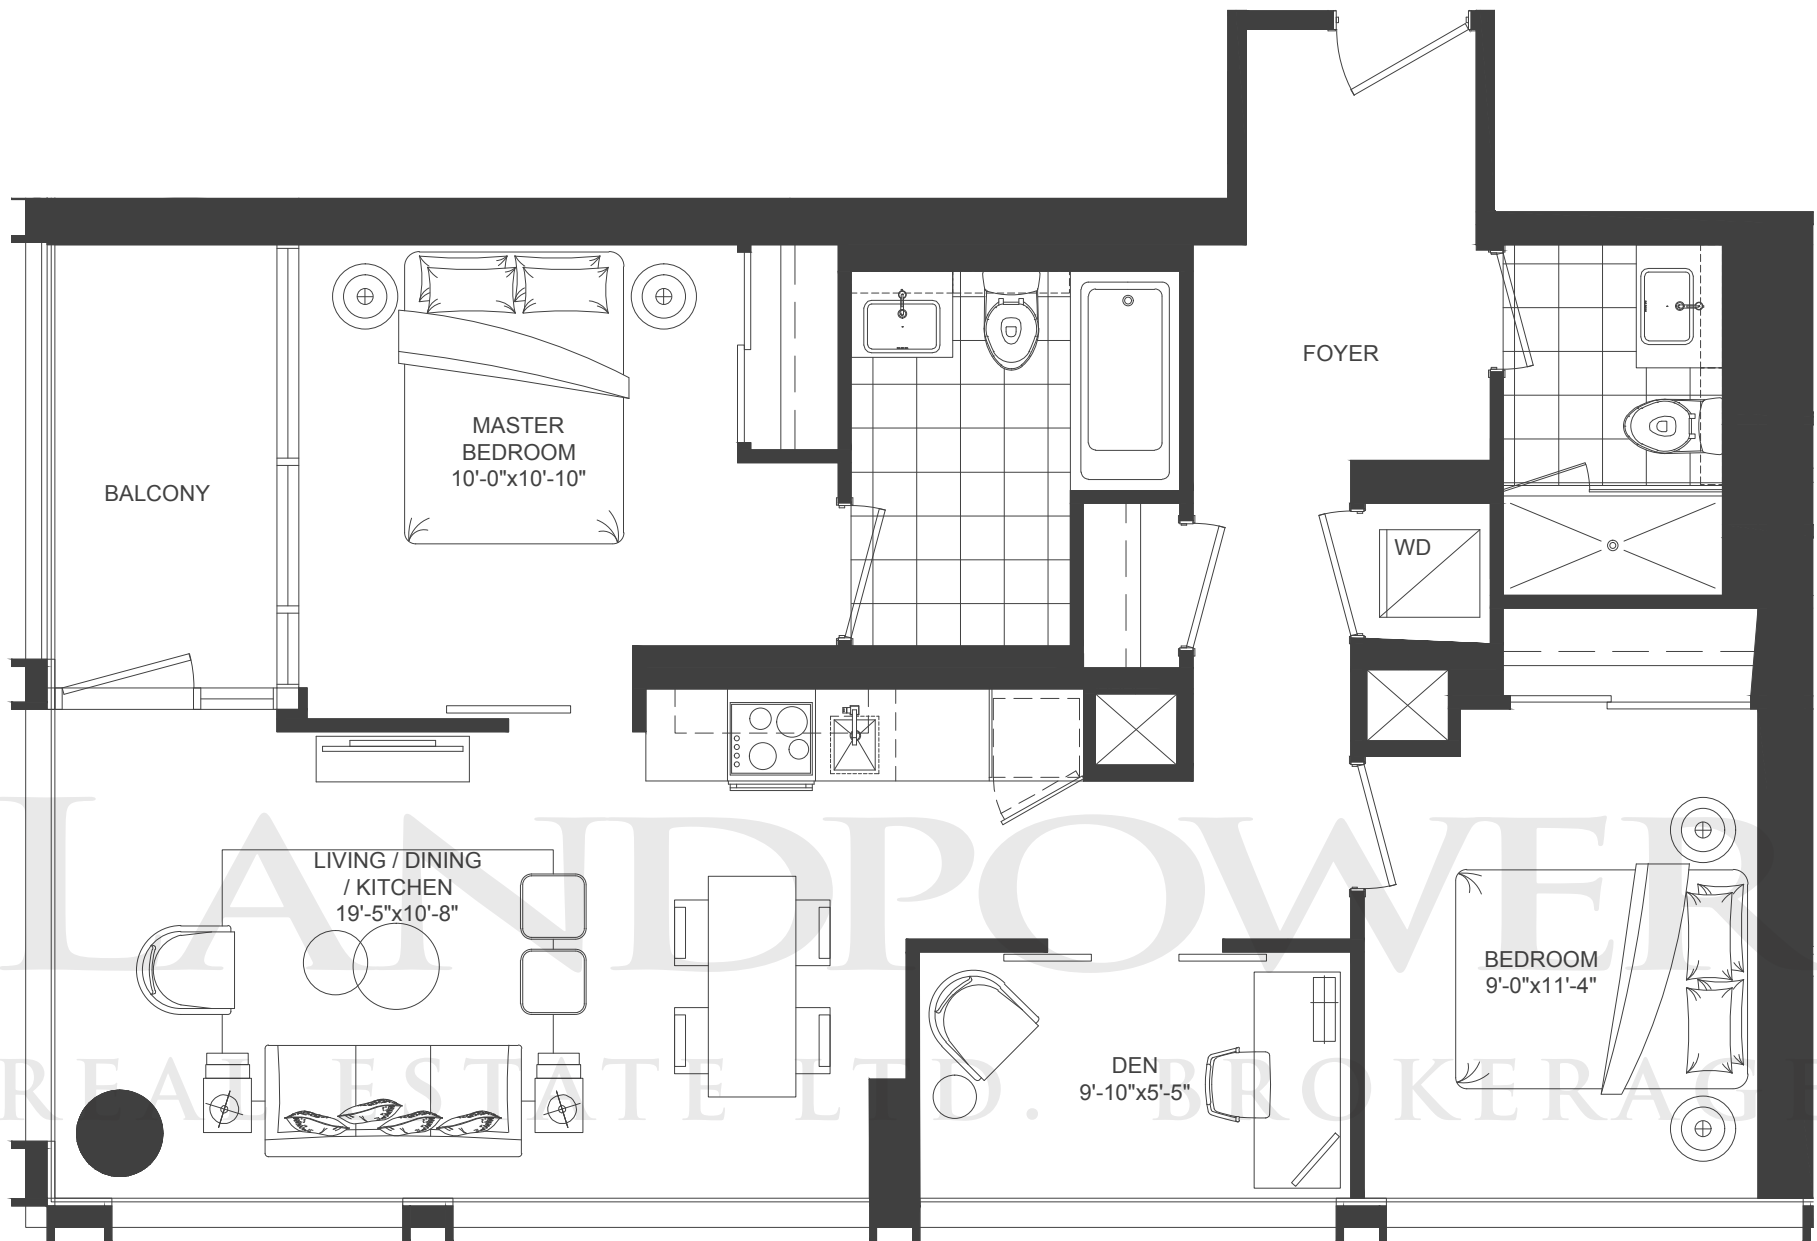 FOYER
MASTER
BEDROOM
10'-0"x10'-10"
BALCONY
WD
LIVING / DINING
/ KITCHEN
19'-5"x10'-8"
BEDROOM
9'-0"x11'-4"
DEN
9'-10"x5'-5"
LANDPOWER
REAL ESTATE LTD. BROKERAGE